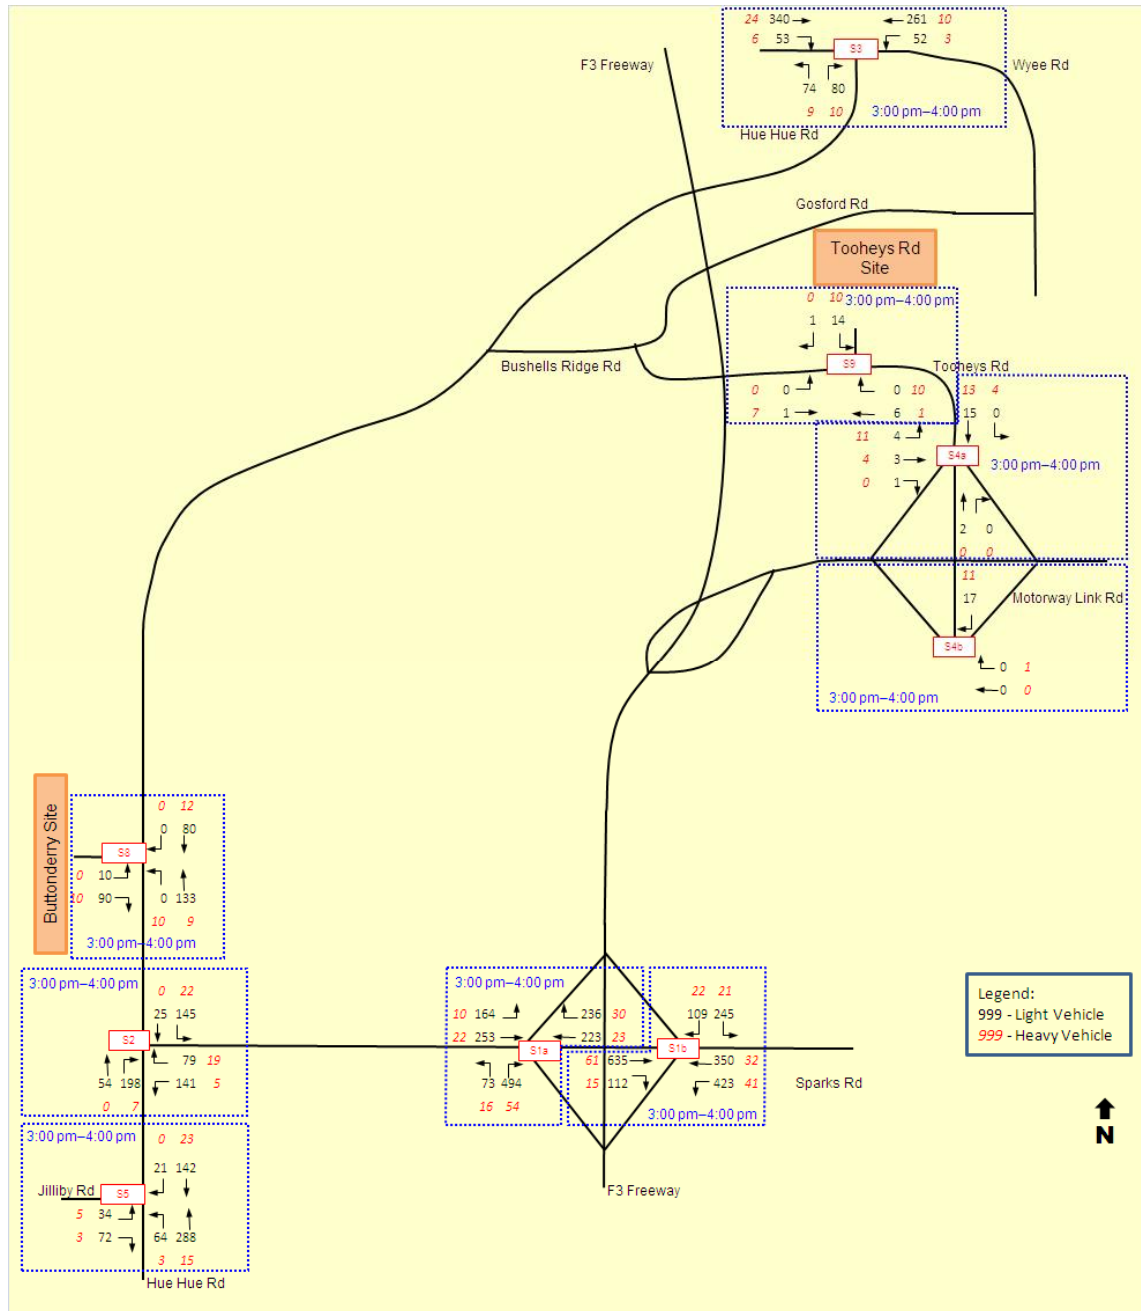 24 340 261 10
6 53 S3 52 3
F3 Freeway
Wyee Rd
74 80
9 10 3:00 pm–4:00 pm
Hue Hue Rd
Gosford Rd
Tooheys Rd
Site
0 10 3:00 pm–4:00 pm
1 14
Bushells Ridge Rd
S9
Tooheys Rd
0 0 0 10
7 1 6 1
13 4
15 0
11 4
4 3 S4a 3:00 pm–4:00 pm
0 1
2 0
0 0
11
17 Motorway Link Rd
S4b
0 1
0 0
3:00 pm–4:00 pm
Buttonderry Site
0 12
0 80
S8
0 10
10 90 0 133
10 9
3:00 pm–4:00 pm
3:00 pm–4:00 pm
0 22
25 145
S2
79 19
54 198 141 5
0 7
3:00 pm–4:00 pm
10 164 236 30
22 253 223 23
S1a
73 494
16 54
22 21
109 245
S1b
61 635 350 32
15 112 423 41
3:00 pm–4:00 pm
Sparks Rd
Legend:
999 - Light Vehicle
999 - Heavy Vehicle
N
3:00 pm–4:00 pm
0 23
21 142
Jilliby Rd S5
5 34
3 72 64 288
3 15
Hue Hue Rd
F3 Freeway